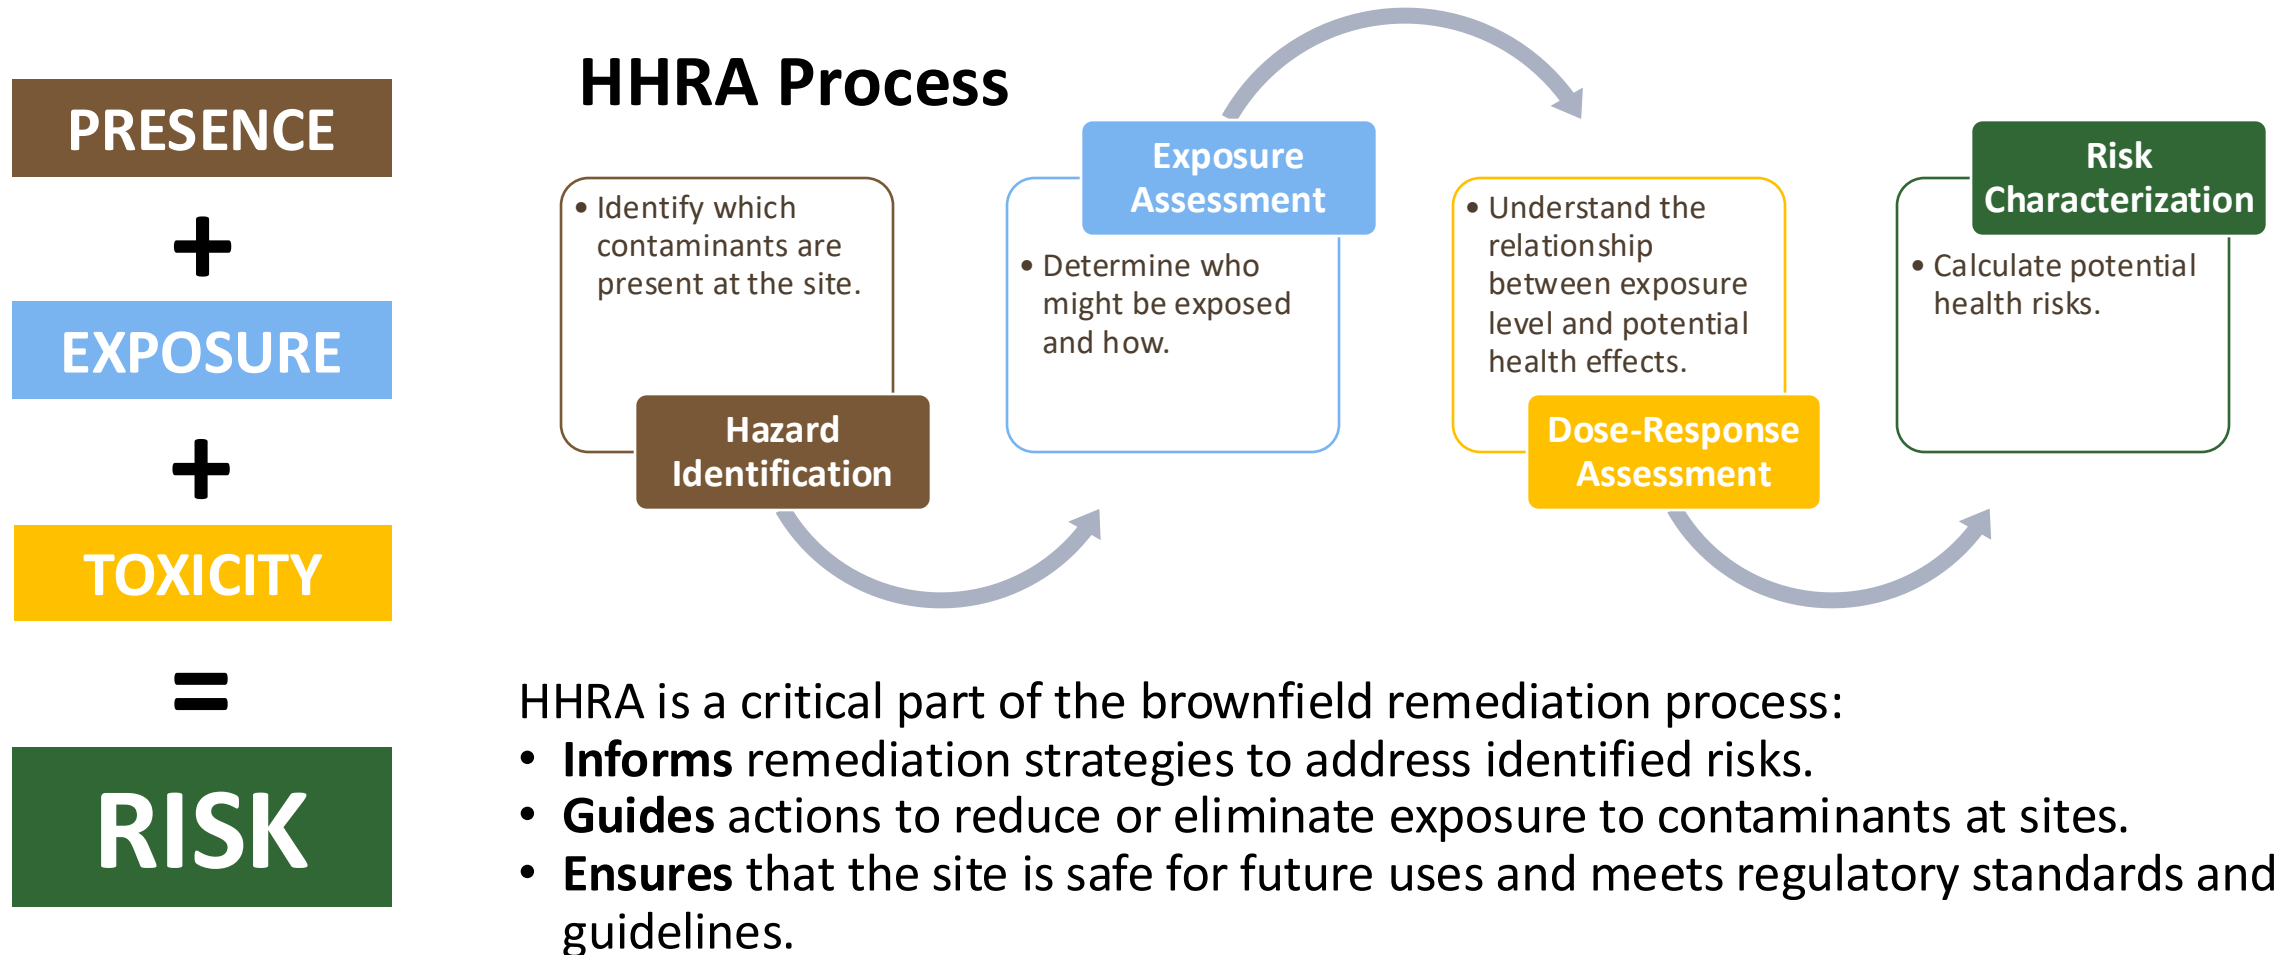 PRESENCE
+
EXPOSURE
+
TOXICITY
=
RISK
HHRA Process
• Identify which
contaminants are
present at the site.
Hazard
Identification
Exposure
Assessment
• Determine who
might be exposed
and how.
• Understand the
relationship
between exposure
level and potential
health effects.
Dose-Response
Assessment
Risk
Characterization
• Calculate potential
health risks.
HHRA is a critical part of the brownfield remediation process:
• Informs remediation strategies to address identified risks.
• Guides actions to reduce or eliminate exposure to contaminants at sites.
• Ensures that the site is safe for future uses and meets regulatory standards and
guidelines.